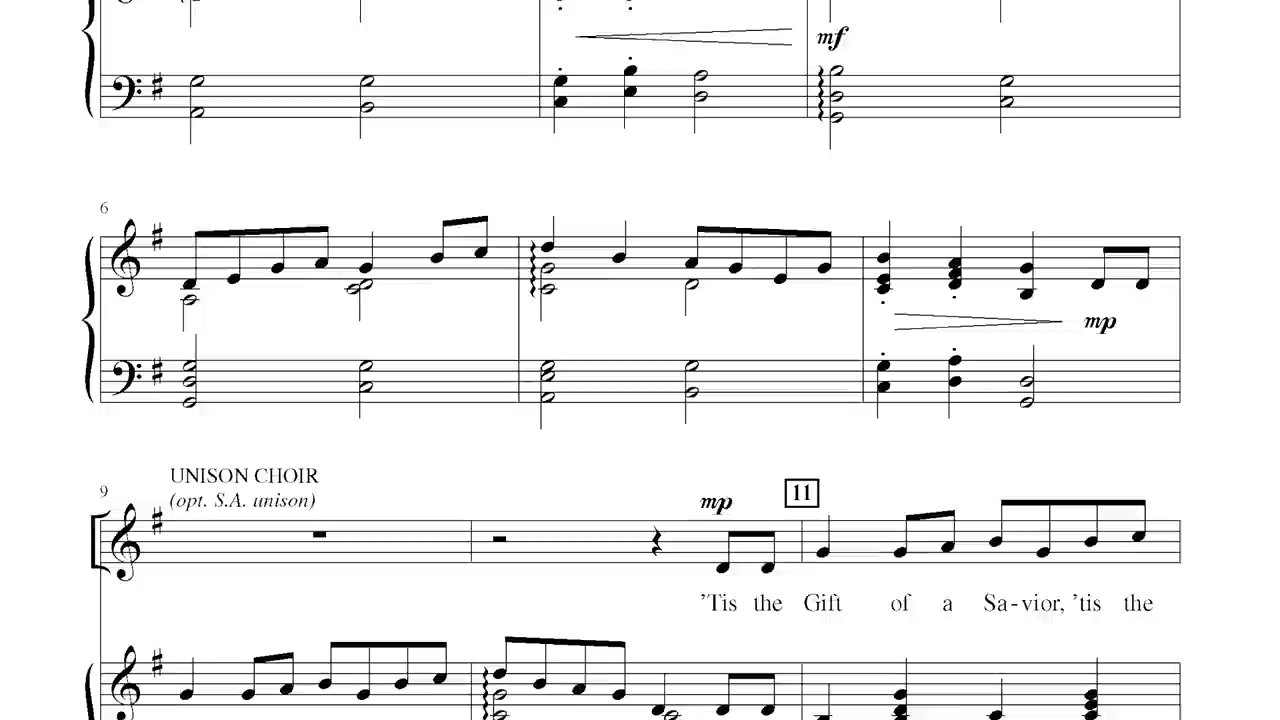 mf
6
mp
UNISON CHOIR
9
(opt. S.A. unison)
mp
11
’Tis the Gift of a Sa-vior, ’tis the